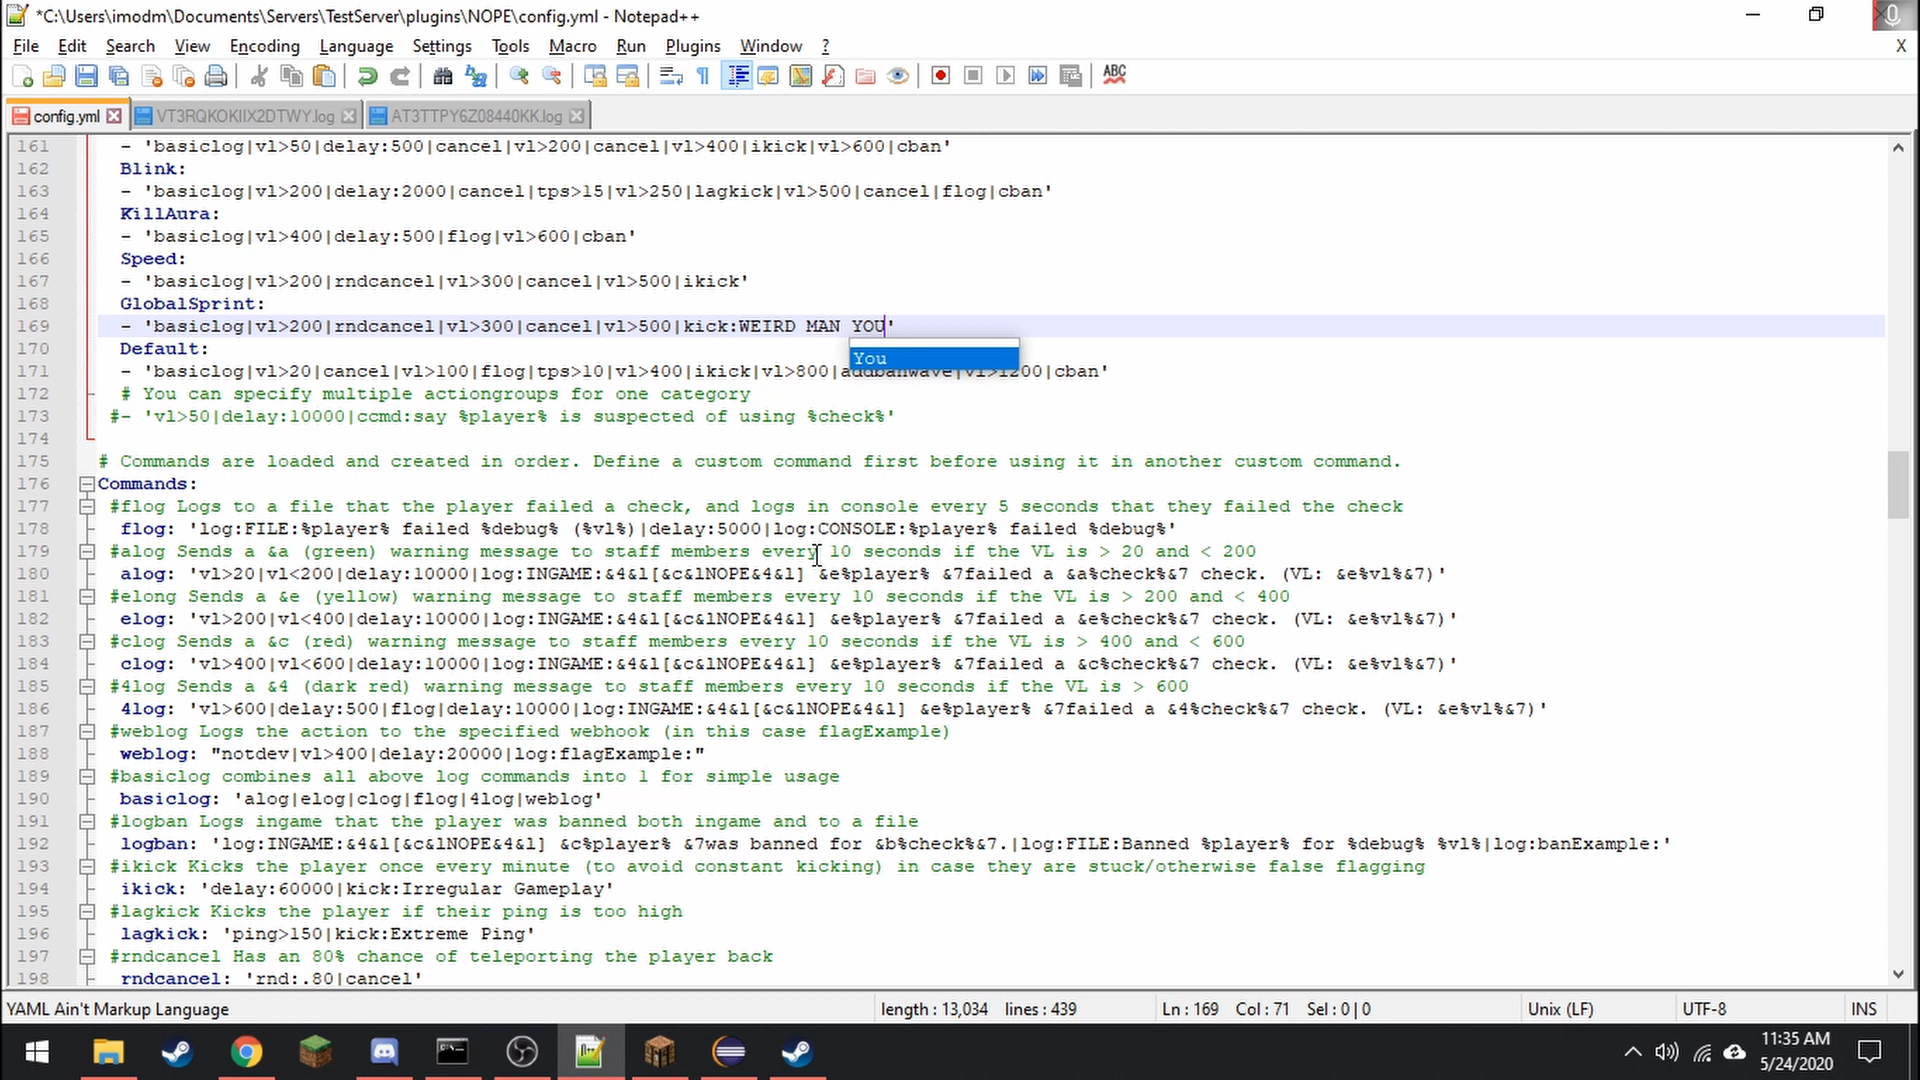 *C:\Users\imodm\Documents\Servers\TestServer\plugins\NOPE\config.yml - Notepad++
File Edit Search View Encoding Language Settings Tools Macro Run Plugins Window ? X
ABC
config.yml VT3RQKOKIIX2DTWY.log AT3TTPY6Z08440KK.log
161 - 'basiclog|vl>50|delay:500|cancel|vl>200|cancel|vl>400|ikick|vl>600|cban'
162 Blink:
163 - 'basiclog|vl>200|delay:2000|cancel|tps>15|vl>250|lagkick|vl>500|cancel|flog|cban'
164 KillAura:
165 - 'basiclog|vl>400|delay:500|flog|vl>600|cban'
166 Speed:
167 - 'basiclog|vl>200|rndcancel|vl>300|cancel|vl>500|ikick'
168 GlobalSprint:
169 - 'basiclog|vl>200|rndcancel|vl>300|cancel|vl>500|kick:WEIRD MAN YOU'
170 Default:
You
171 - 'basiclog|vl>20|cancel|vl>100|flog|tps>10|vl>400|ikick|vl>800|addbanwave|vl>1200|cban'
172 # You can specify multiple actiongroups for one category
173 #- 'vl>50|delay:10000|ccmd:say %player% is suspected of using %check%'
174
175 # Commands are loaded and created in order. Define a custom command first before using it in another custom command.
176 Commands:
177 #flog Logs to a file that the player failed a check, and logs in console every 5 seconds that they failed the check
178 flog: 'log:FILE:%player% failed %debug% (%vl%)|delay:5000|log:CONSOLE:%player% failed %debug%'
179 #alog Sends a &a (green) warning message to staff members every 10 seconds if the VL is > 20 and < 200
180 alog: 'vl>20|vl<200|delay:10000|log:INGAME:&4&l[&c&lNOPE&4&l] &e%player% &7failed a &a%check%&7 check. (VL: &e%vl%&7)'
181 #elong Sends a &e (yellow) warning message to staff members every 10 seconds if the VL is > 200 and < 400
182 elog: 'vl>200|vl<400|delay:10000|log:INGAME:&4&l[&c&lNOPE&4&l] &e%player% &7failed a &e%check%&7 check. (VL: &e%vl%&7)'
183 #clog Sends a &c (red) warning message to staff members every 10 seconds if the VL is > 400 and < 600
184 clog: 'vl>400|vl<600|delay:10000|log:INGAME:&4&l[&c&lNOPE&4&l] &e%player% &7failed a &c%check%&7 check. (VL: &e%vl%&7)'
185 #4log Sends a &4 (dark red) warning message to staff members every 10 seconds if the VL is > 600
186 4log: 'vl>600|delay:500|flog|delay:10000|log:INGAME:&4&l[&c&lNOPE&4&l] &e%player% &7failed a &4%check%&7 check. (VL: &e%vl%&7)'
187 #weblog Logs the action to the specified webhook (in this case flagExample)
188 weblog: "notdev|vl>400|delay:20000|log:flagExample:"
189 #basiclog combines all above log commands into 1 for simple usage
190 basiclog: 'alog|elog|clog|flog|4log|weblog'
191 #logban Logs ingame that the player was banned both ingame and to a file
192 logban: 'log:INGAME:&4&l[&c&lNOPE&4&l] &c%player% &7was banned for &b%check%&7.|log:FILE:Banned %player% for %debug% %vl%|log:banExample:'
193 #ikick Kicks the player once every minute (to avoid constant kicking) in case they are stuck/otherwise false flagging
194 ikick: 'delay:60000|kick:Irregular Gameplay'
195 #lagkick Kicks the player if their ping is too high
196 lagkick: 'ping>150|kick:Extreme Ping'
197 #rndcancel Has an 80% chance of teleporting the player back
198 rndcancel: 'rnd:.80|cancel'
YAML Ain't Markup Language length : 13,034 lines : 439 Ln : 169 Col : 71 Sel : 0 | 0 Unix (LF) UTF-8 INS
11:35 AM
5/24/2020